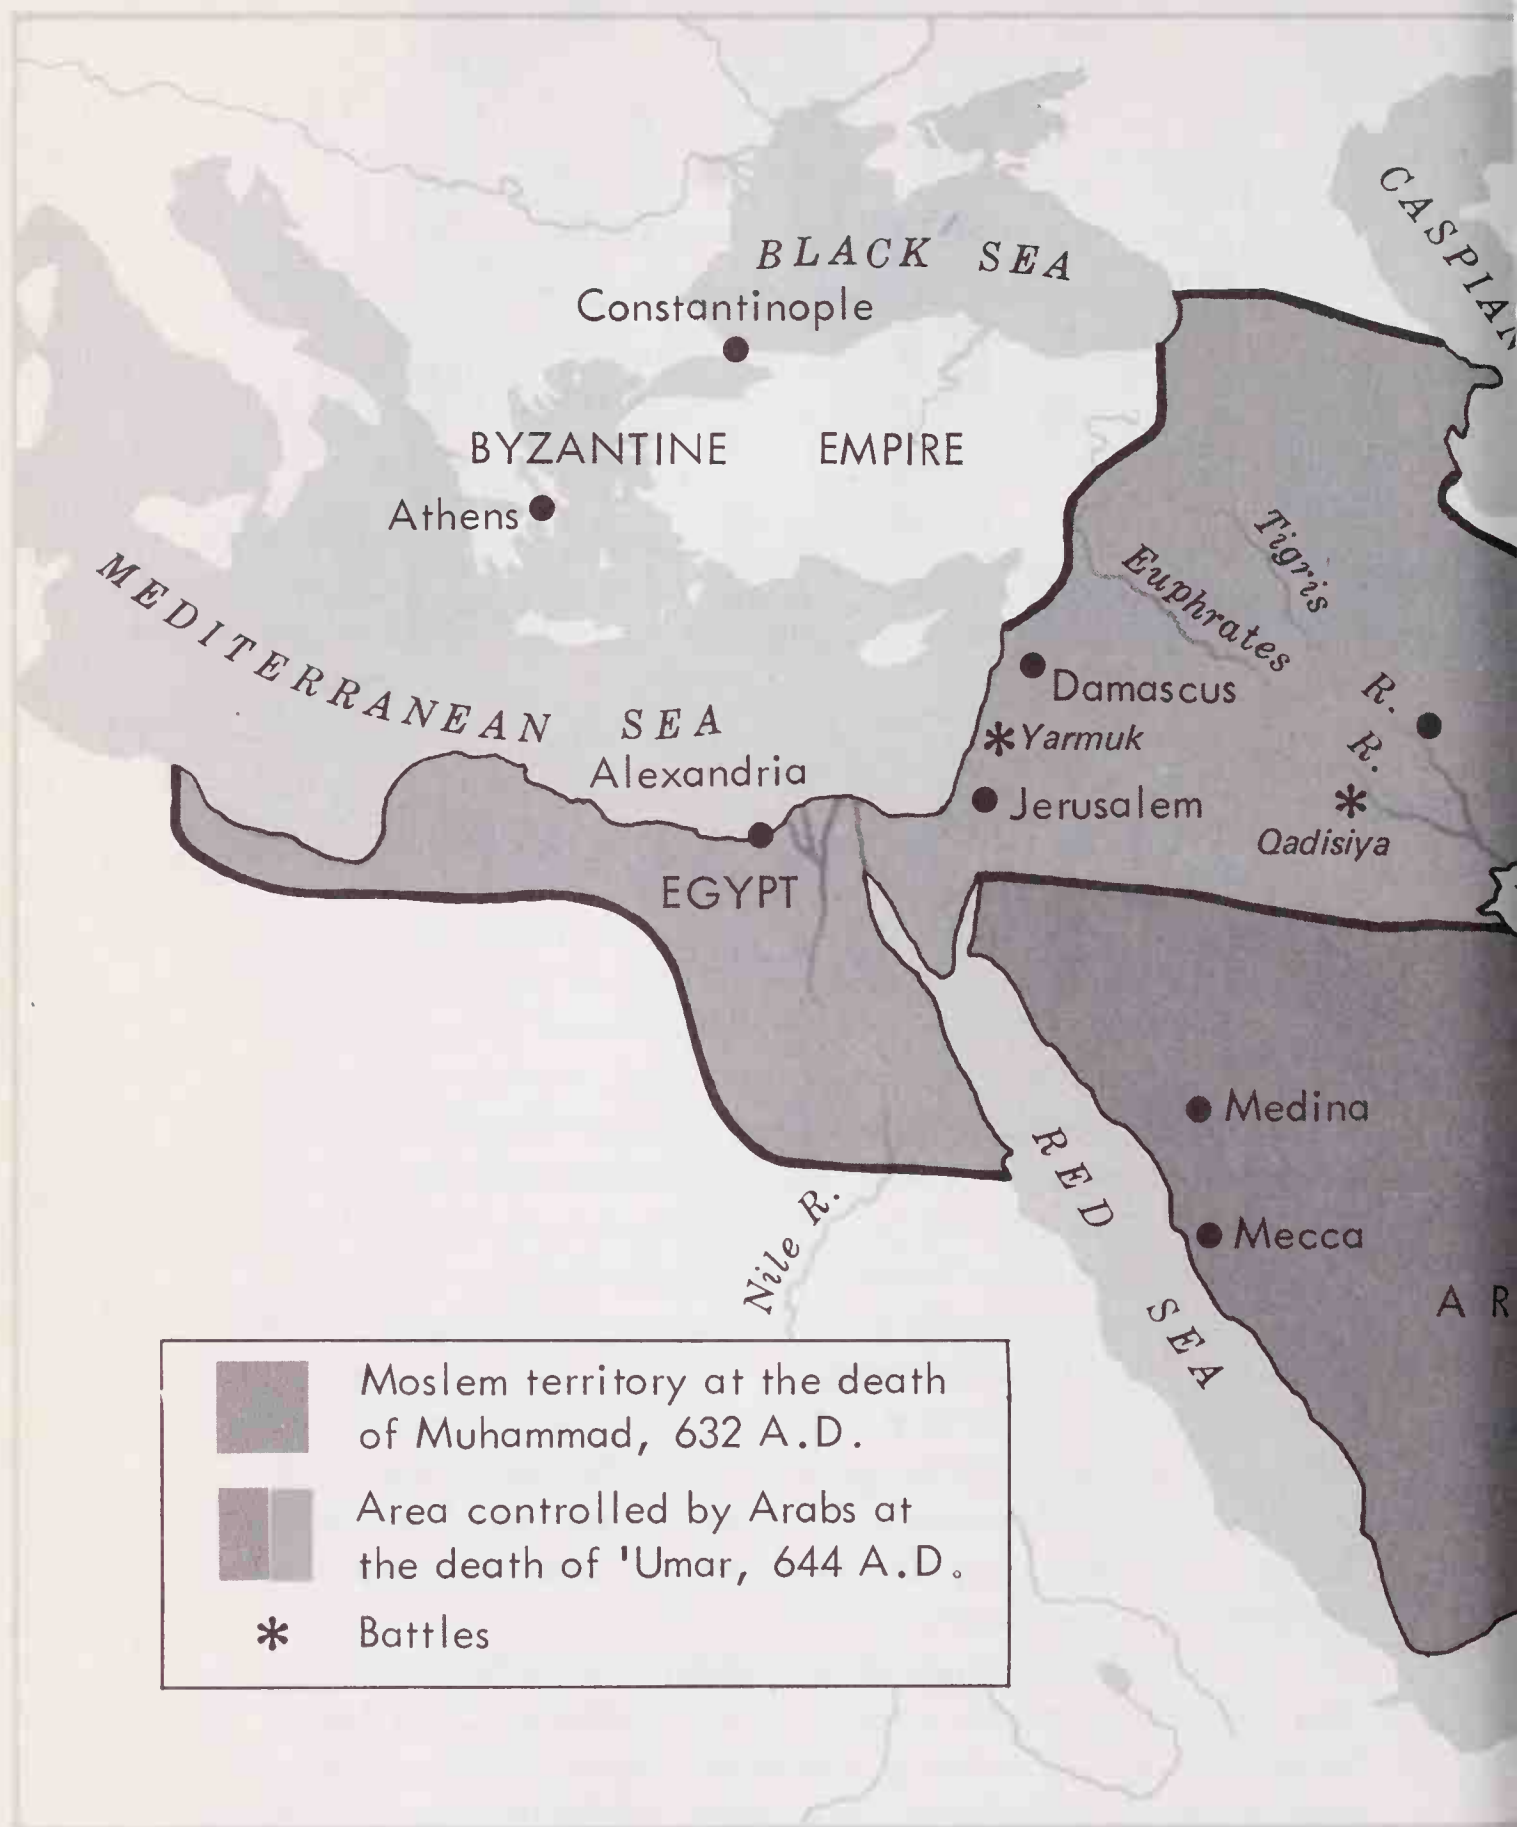 CASPIAN
BLACK SEA
Constantinople
BYZANTINE EMPIRE
Athens
MEDITERRANEAN SEA
Tigris R.
Euphrates R.
Damascus
Yarmuk
Alexandria
Jerusalem
Qadisiya
EGYPT
Medina
RED SEA
Mecca
Nile R.
A R
Moslem territory at the death
of Muhammad, 632 A.D.
Area controlled by Arabs at
the death of 'Umar, 644 A.D.
* Battles